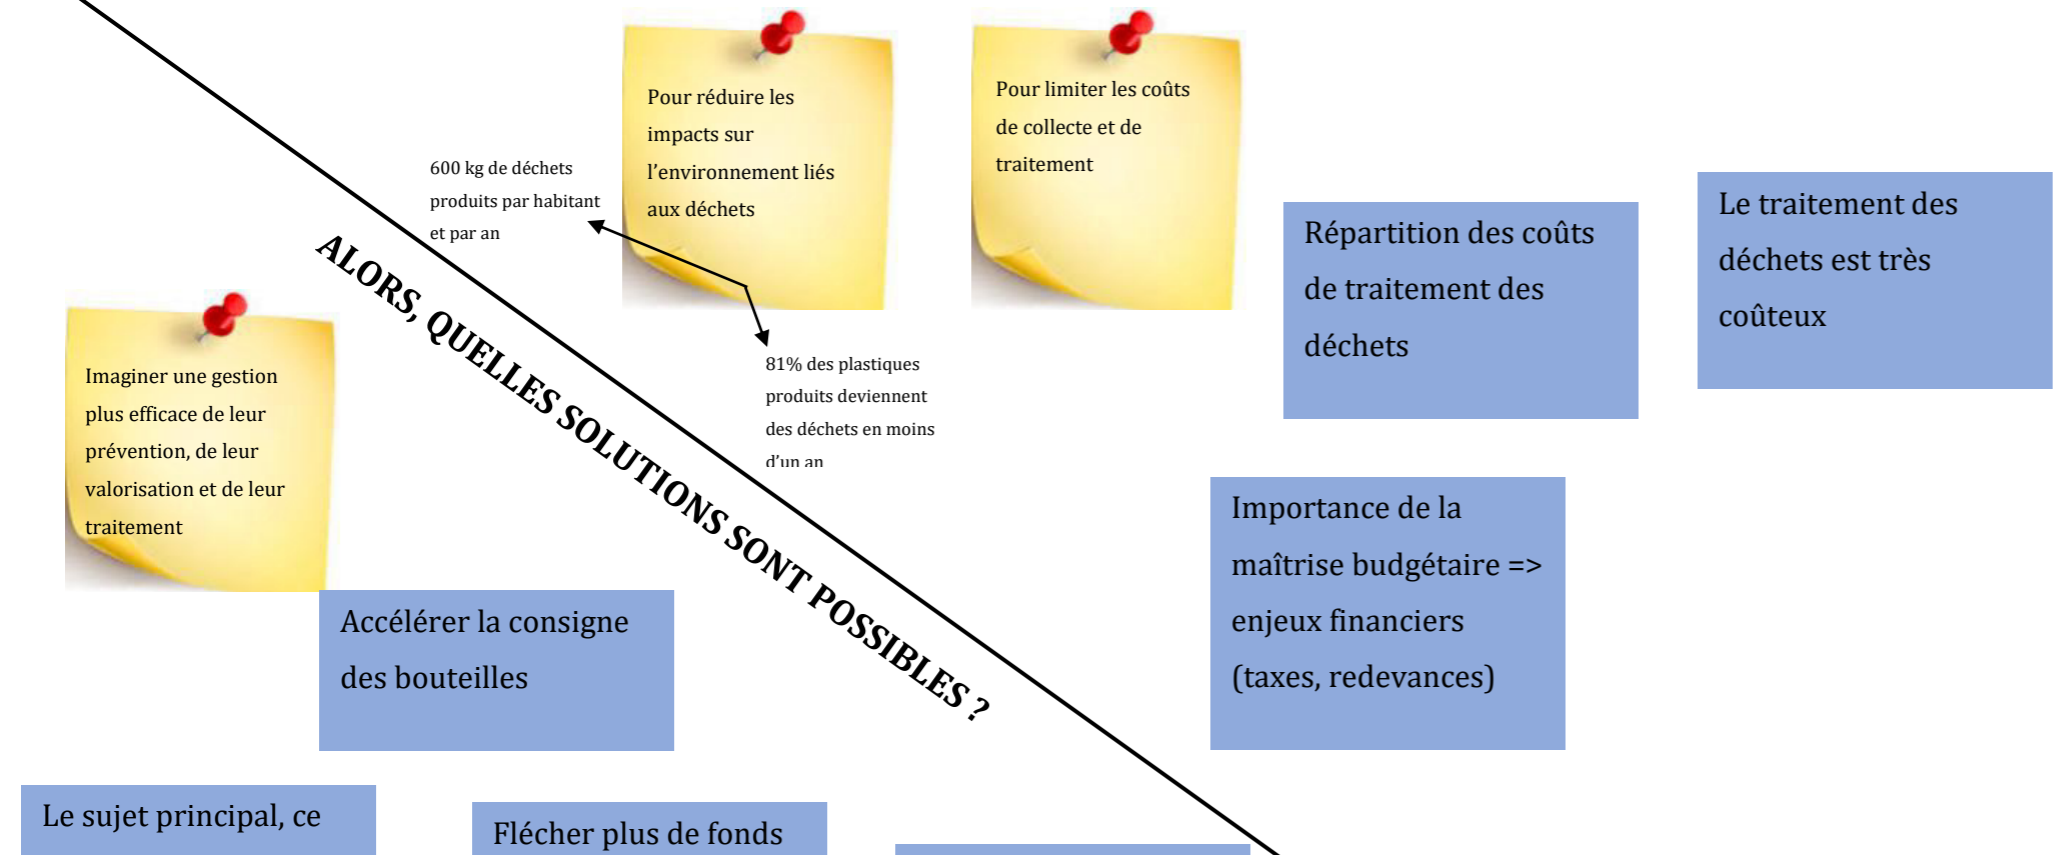 Pour réduire les
impacts sur
l'environnement liés
aux déchets
Pour limiter les coûts
de collecte et de
traitement
600 kg de déchets
produits par habitant
et par an
81% des plastiques
produits deviennent
des déchets en moins
d'un an
Répartition des coûts
de traitement des
déchets
Le traitement des
déchets est très
coûteux
Importance de la
maîtrise budgétaire =>
enjeux financiers
(taxes, redevances)
ALORS, QUELLES SOLUTIONS SONT POSSIBLES ?
Imaginer une gestion
plus efficace de leur
prévention, de leur
valorisation et de leur
traitement
Accélérer la consigne
des bouteilles
Le sujet principal, ce
Flécher plus de fonds